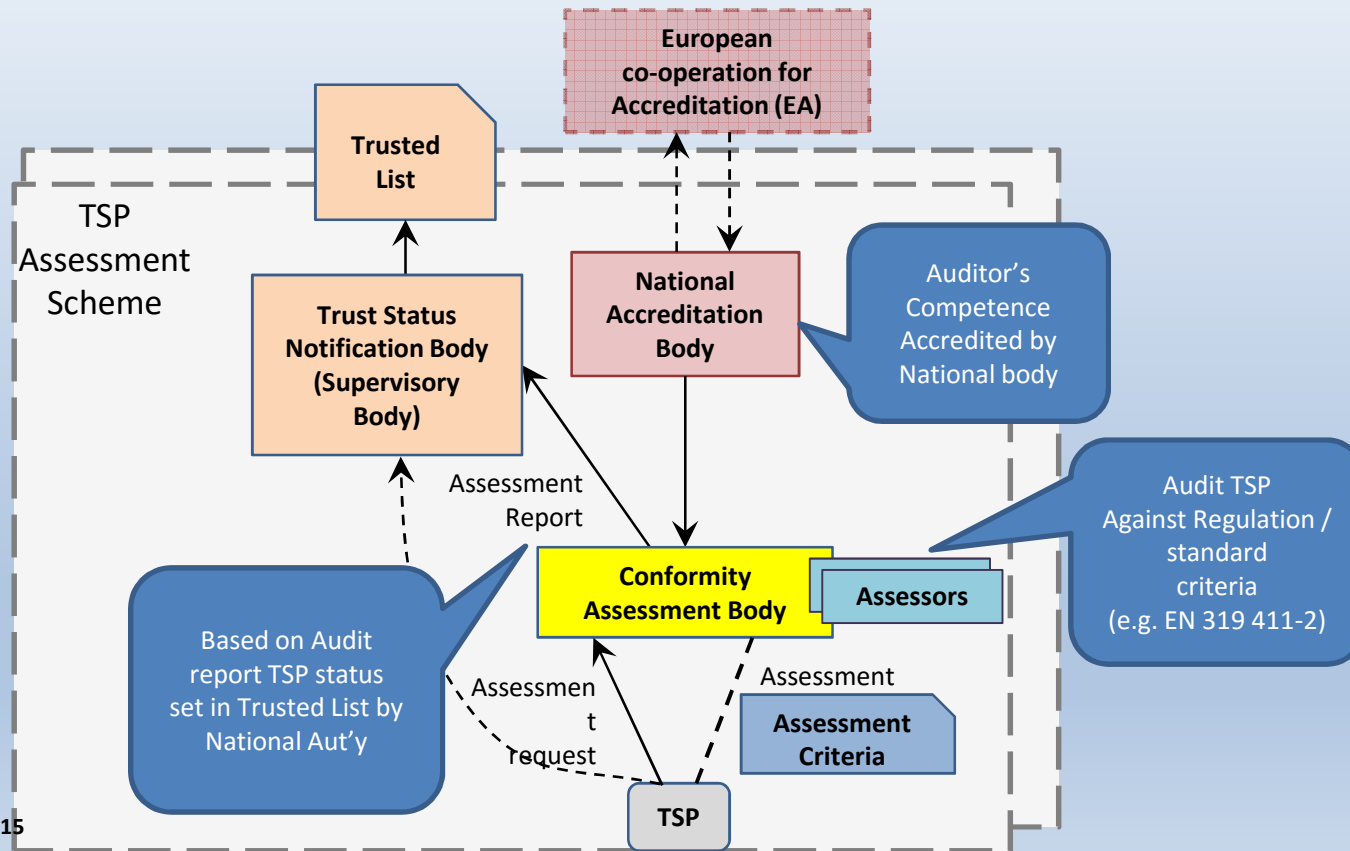 European
co-operation for
Accreditation (EA)
Trusted
List
TSP
Assessment
Scheme
National
Accreditation
Body
Auditor’s
Competence
Accredited by
National body
Trust Status
Notification Body
(Supervisory
Body)
Assessment
Report
Audit TSP
Against Regulation /
standard
criteria
(e.g. EN 319 411-2)
Conformity
Assessment Body
Assessors
Based on Audit
report TSP status
set in Trusted List by
National Aut’y
Assessmen
t
request
Assessment
Assessment
Criteria
TSP
15